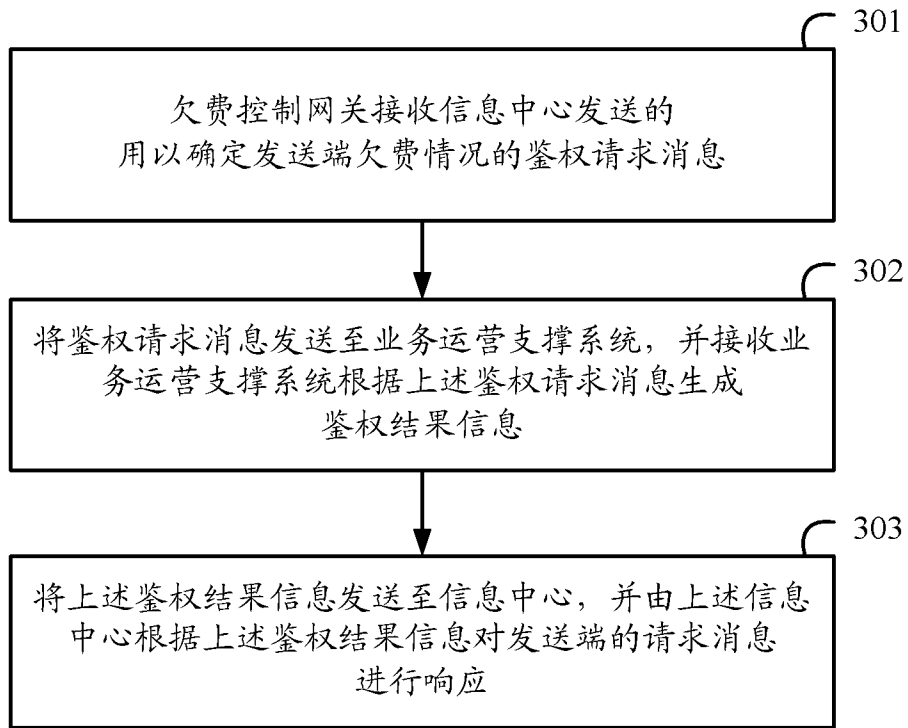 301
欠费控制网关接收信息中心发送的
用以确定发送端欠费情况的鉴权请求消息
302
将鉴权请求消息发送至业务运营支撑系统，并接收业
务运营支撑系统根据上述鉴权请求消息生成
鉴权结果信息
303
将上述鉴权结果信息发送至信息中心，并由上述信息
中心根据上述鉴权结果信息对发送端的请求消息
进行响应